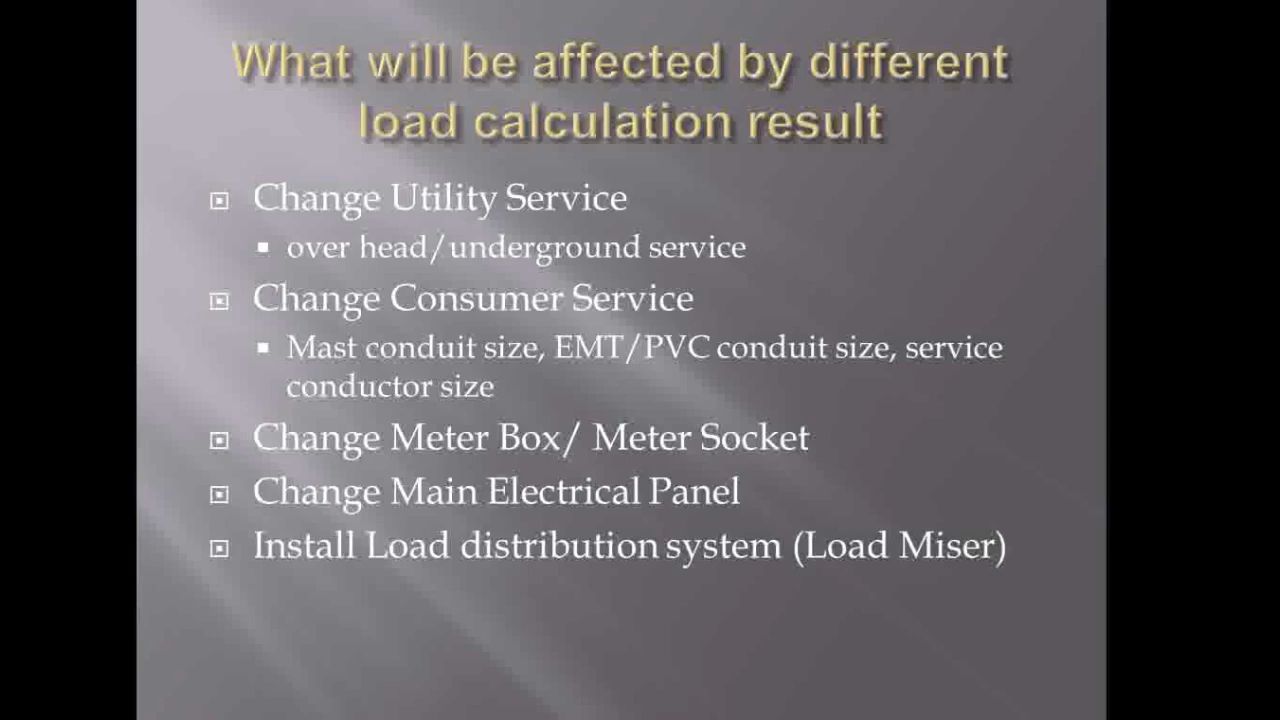 What will be affected by different
load calculation result
Change Utility Service
over head/underground service
Change Consumer Service
Mast conduit size, EMT/PVC conduit size, service
conductor size
Change Meter Box/ Meter Socket
Change Main Electrical Panel
Install Load distribution system (Load Miser)